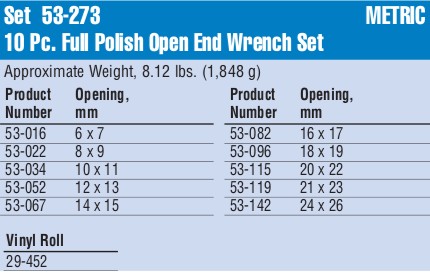 Set 53-273 METRIC
10 Pc. Full Polish Open End Wrench Set
Approximate Weight, 8.12 lbs. (1,848 g)
Product Number Opening, mm Product Number Opening, mm
53-016 6 x 7 53-082 16 x 17
53-022 8 x 9 53-096 18 x 19
53-034 10 x 11 53-115 20 x 22
53-052 12 x 13 53-119 21 x 23
53-067 14 x 15 53-142 24 x 26
Vinyl Roll
29-452